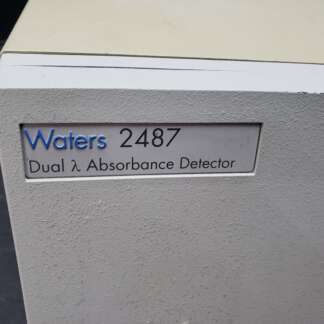 Waters 2487
Dual λ Absorbance Detector